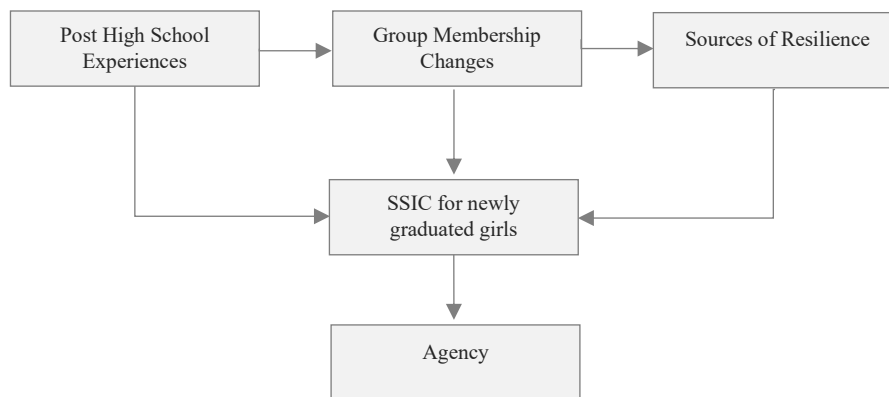 Post High School
Experiences
Group Membership
Changes
Sources of Resilience
SSIC for newly
graduated girls
Agency